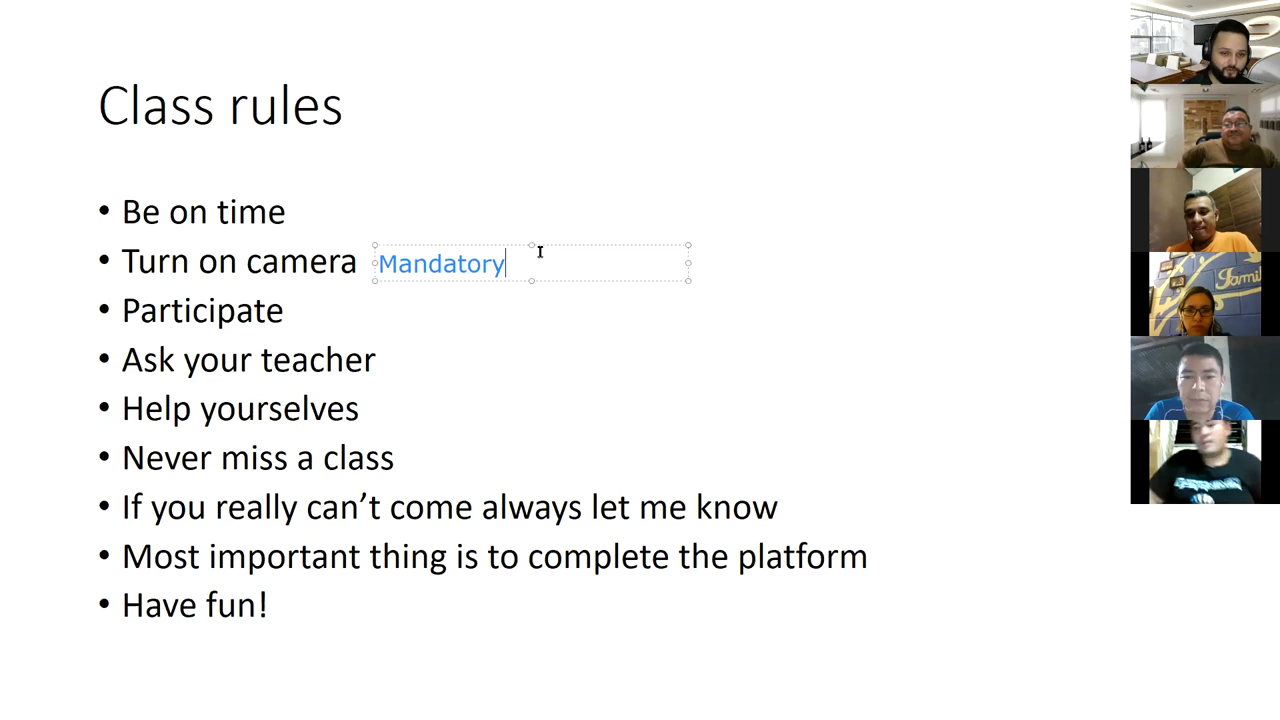 Class rules
• Be on time
• Turn on camera Mandatory
• Participate
• Ask your teacher
• Help yourselves
• Never miss a class
• If you really can’t come always let me know
• Most important thing is to complete the platform
• Have fun!